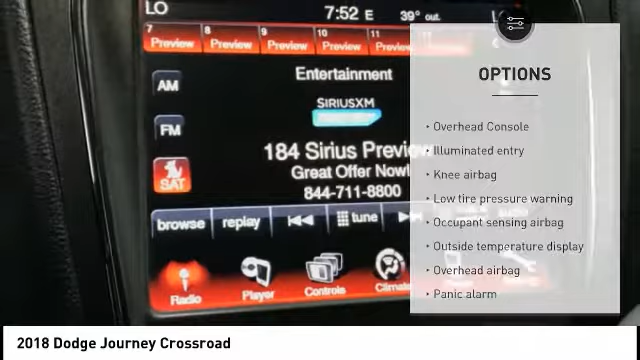 LO 7:52 E 39° out. LO
7 Preview 8 Preview 9 Preview 10 Preview 11 Preview
Entertainment
AM
SIRIUSXM
FM
184 Sirius Preview
SAT
Great Offer Now!
844-711-8800
browse replay tune
Radio Player Controls Climate
OPTIONS
• Overhead Console
• Illuminated entry
• Knee airbag
• Low tire pressure warning
• Occupant sensing airbag
• Outside temperature display
• Overhead airbag
• Panic alarm
2018 Dodge Journey Crossroad